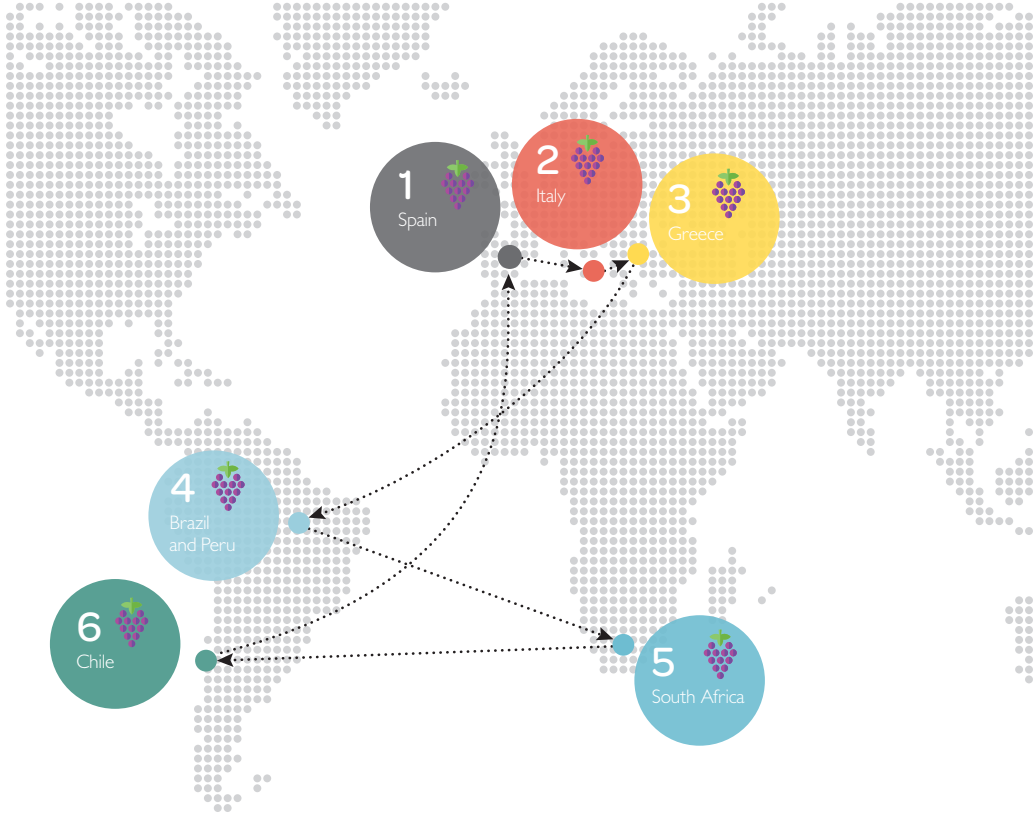 1
Spain
2
Italy
3
Greece
4
Brazil
and Peru
5
South Africa
6
Chile